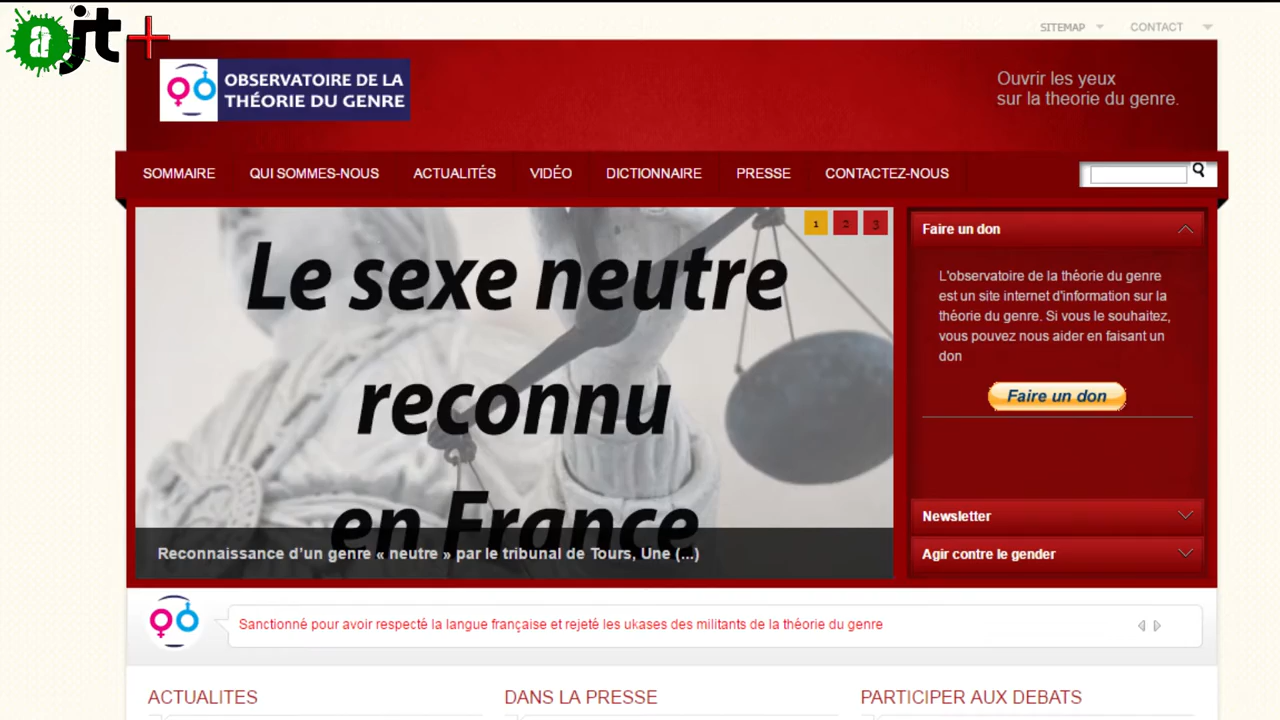 ajt+
SITEMAP
CONTACT
OBSERVATOIRE DE LA
THÉORIE DU GENRE
Ouvrir les yeux
sur la theorie du genre.
SOMMAIRE
QUI SOMMES-NOUS
ACTUALITÉS
VIDÉO
DICTIONNAIRE
PRESSE
CONTACTEZ-NOUS
1 2 3
Le sexe neutre
reconnu
en France
Reconnaissance d'un genre « neutre » par le tribunal de Tours, Une (...)
Faire un don
L'observatoire de la théorie du genre
est un site internet d'information sur la
théorie du genre. Si vous le souhaitez,
vous pouvez nous aider en faisant un
don
Faire un don
Newsletter
Agir contre le gender
Sanctionné pour avoir respecté la langue française et rejeté les ukases des militants de la théorie du genre
ACTUALITES
DANS LA PRESSE
PARTICIPER AUX DEBATS